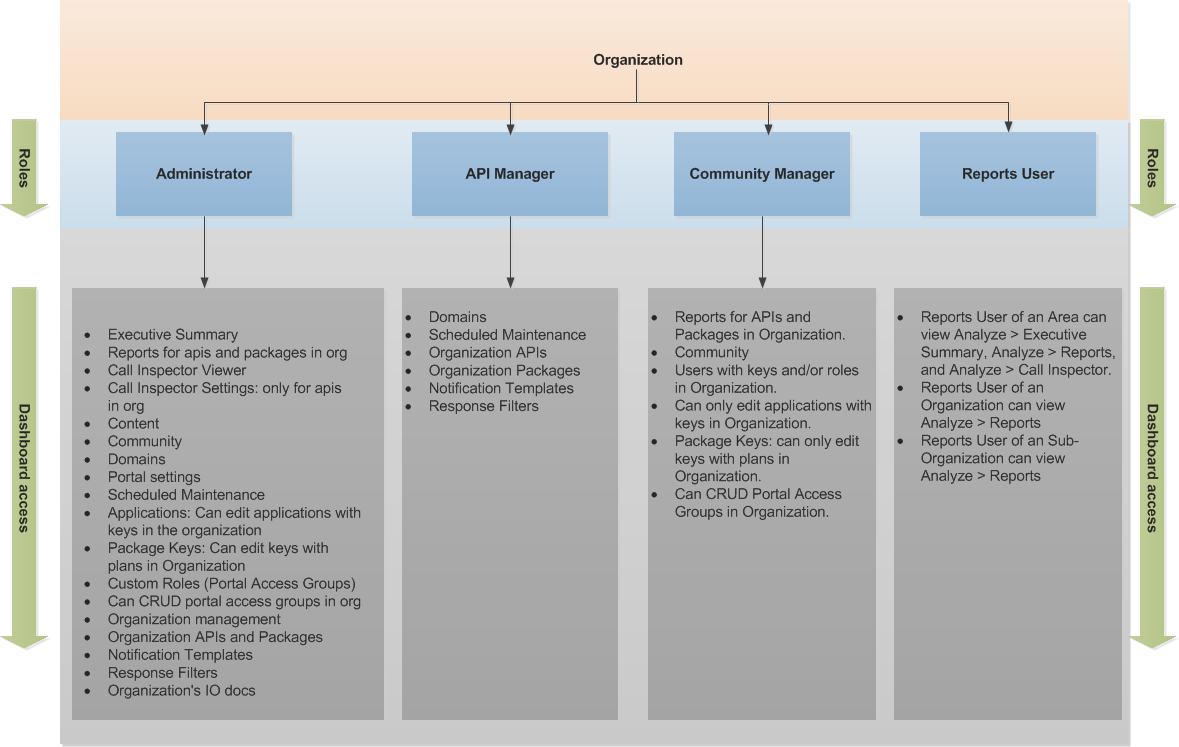 Organization
Roles
Administrator
API Manager
Community Manager
Reports User
Roles
Dashboard access
• Executive Summary
• Reports for apis and packages in org
• Call Inspector Viewer
• Call Inspector Settings: only for apis
in org
• Content
• Community
• Domains
• Portal settings
• Scheduled Maintenance
• Applications: Can edit applications with
keys in the organization
• Package Keys: Can edit keys with
plans in Organization
• Custom Roles (Portal Access Groups)
• Can CRUD portal access groups in org
• Organization management
• Organization APIs and Packages
• Notification Templates
• Response Filters
• Organization's IO docs
• Domains
• Scheduled Maintenance
• Organization APIs
• Organization Packages
• Notification Templates
• Response Filters
• Reports for APIs and
Packages in Organization.
• Community
• Users with keys and/or roles
in Organization.
• Can only edit applications with
keys in Organization.
• Package Keys: can only edit
keys with plans in
Organization.
• Can CRUD Portal Access
Groups in Organization.
• Reports User of an Area can
view Analyze > Executive
Summary, Analyze > Reports,
and Analyze > Call Inspector.
• Reports User of an
Organization can view
Analyze > Reports
• Reports User of an Sub-
Organization can view
Analyze > Reports
Dashboard access